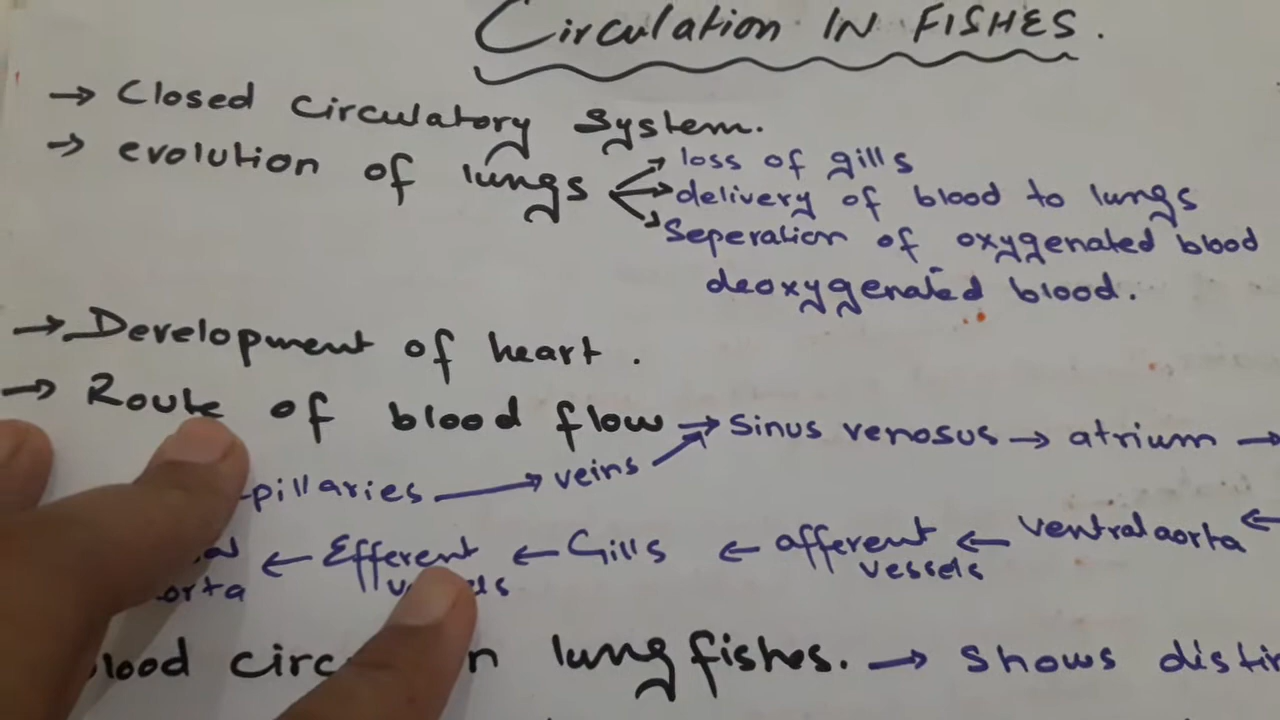 Circulation IN FISHES.
→ Closed circulatory system.
→ evolution of lungs → loss of gills
→ delivery of blood to lungs
→ Seperation of oxygenated blood
deoxygenated blood.
→ Development of heart.
→ Route of blood flow → Sinus venosus → atrium →
pillaries → veins
← Efferent ← Gills ← afferent vessels ← ventral aorta ←
lung fishes. → Shows